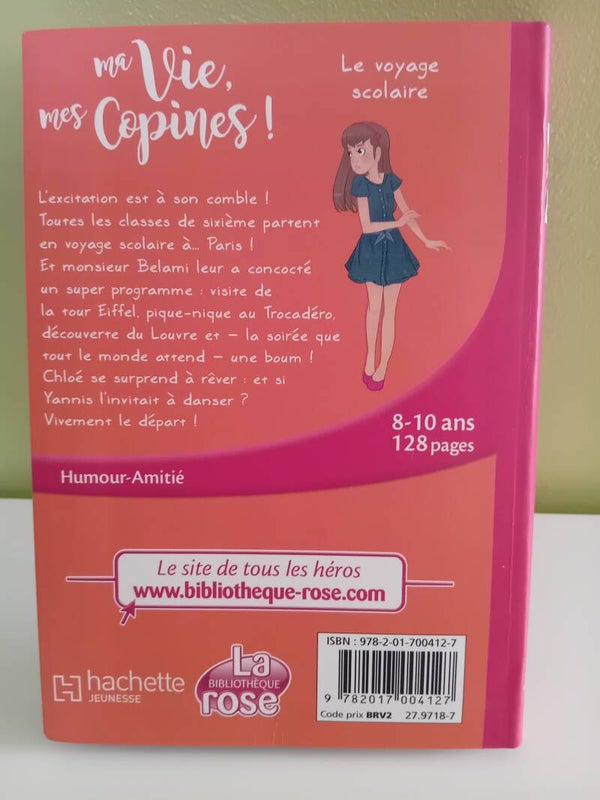 ma Vie,
mes Copines !
Le voyage
scolaire
L'excitation est à son comble !
Toutes les classes de sixième partent
en voyage scolaire à... Paris !
Et monsieur Belami leur a concocté
un super programme : visite de
la tour Eiffel, pique-nique au Trocadéro,
découverte du Louvre et – la soirée que
tout le monde attend – une boum !
Chloé se surprend à rêver : et si
Yannis l'invitait à danser ?
Vivement le départ !
8-10 ans
128 pages
Humour-Amitié
Le site de tous les héros
www.bibliotheque-rose.com
hachette
JEUNESSE
La
BIBLIOTHÈQUE
rose
ISBN : 978-2-01-700412-7
9 782017 004127
Code prix BRV2 27.9718-7